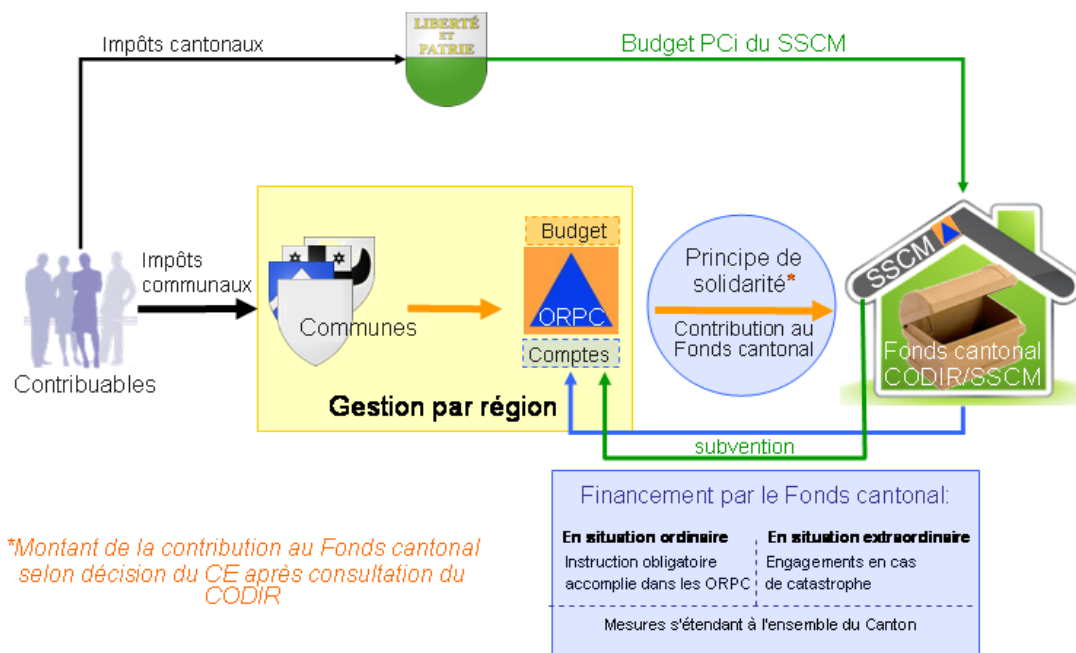 LIBERTÉ
ET
PATRIE
Impôts cantonaux
Budget PCi du SSCM
Impôts
communaux
Contribuables
Communes
Budget
ORPC
Comptes
Gestion par région
Principe de
solidarité*
Contribution au
Fonds cantonal
SSCM
Fonds cantonal
CODIR/SSCM
subvention
Financement par le Fonds cantonal:
En situation ordinaire
Instruction obligatoire
accomplie dans les ORPC
En situation extraordinaire
Engagements en cas
de catastrophe
Mesures s'étendant à l'ensemble du Canton
*Montant de la contribution au Fonds cantonal
selon décision du CE après consultation du
CODIR